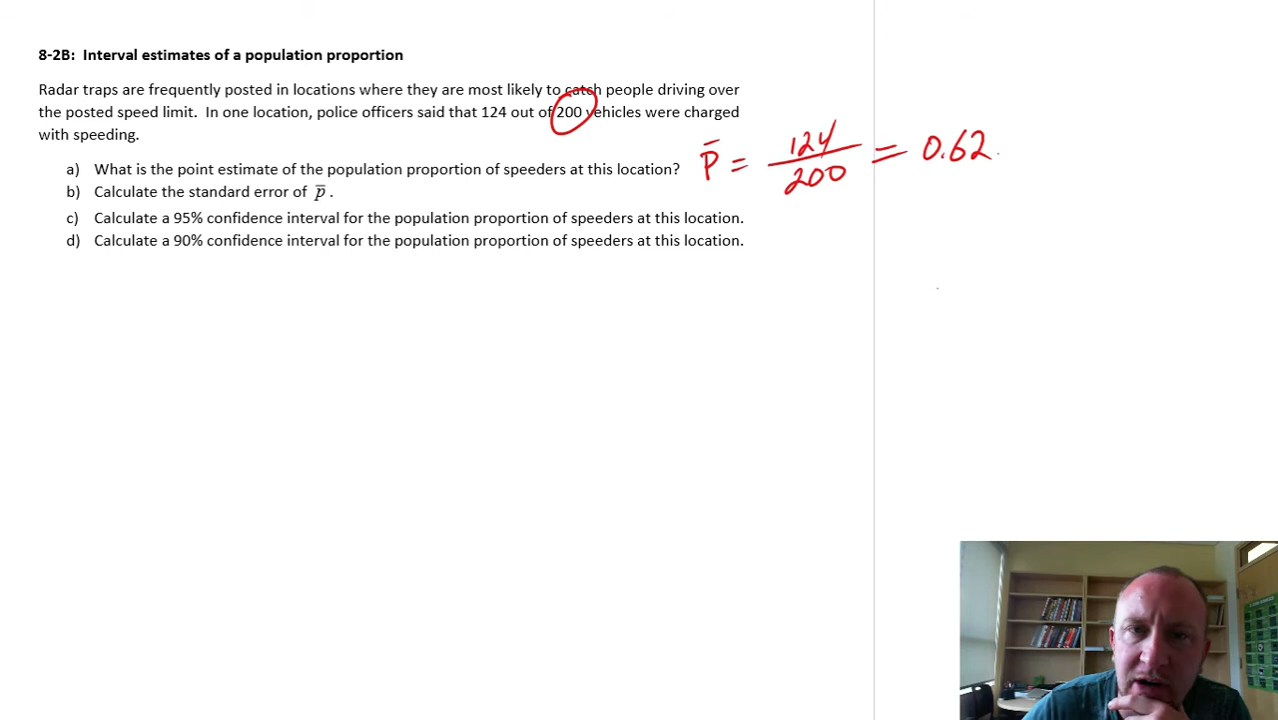 8-2B: Interval estimates of a population proportion
Radar traps are frequently posted in locations where they are most likely to catch people driving over
the posted speed limit. In one location, police officers said that 124 out of 200 vehicles were charged
with speeding.
a) What is the point estimate of the population proportion of speeders at this location?
p̄ = 124/200 = 0.62
b) Calculate the standard error of p̄ .
c) Calculate a 95% confidence interval for the population proportion of speeders at this location.
d) Calculate a 90% confidence interval for the population proportion of speeders at this location.